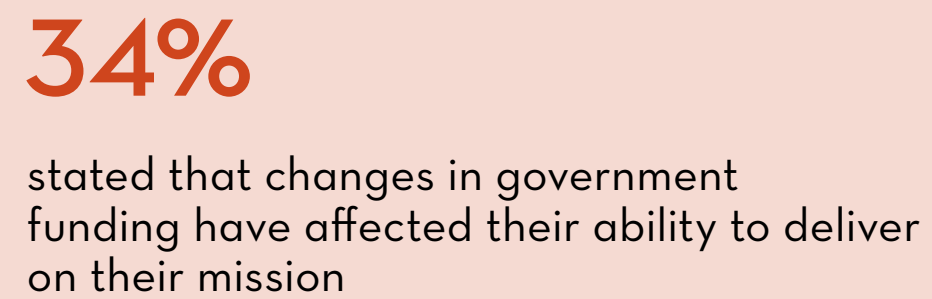 34%
stated that changes in government
funding have affected their ability to deliver
on their mission